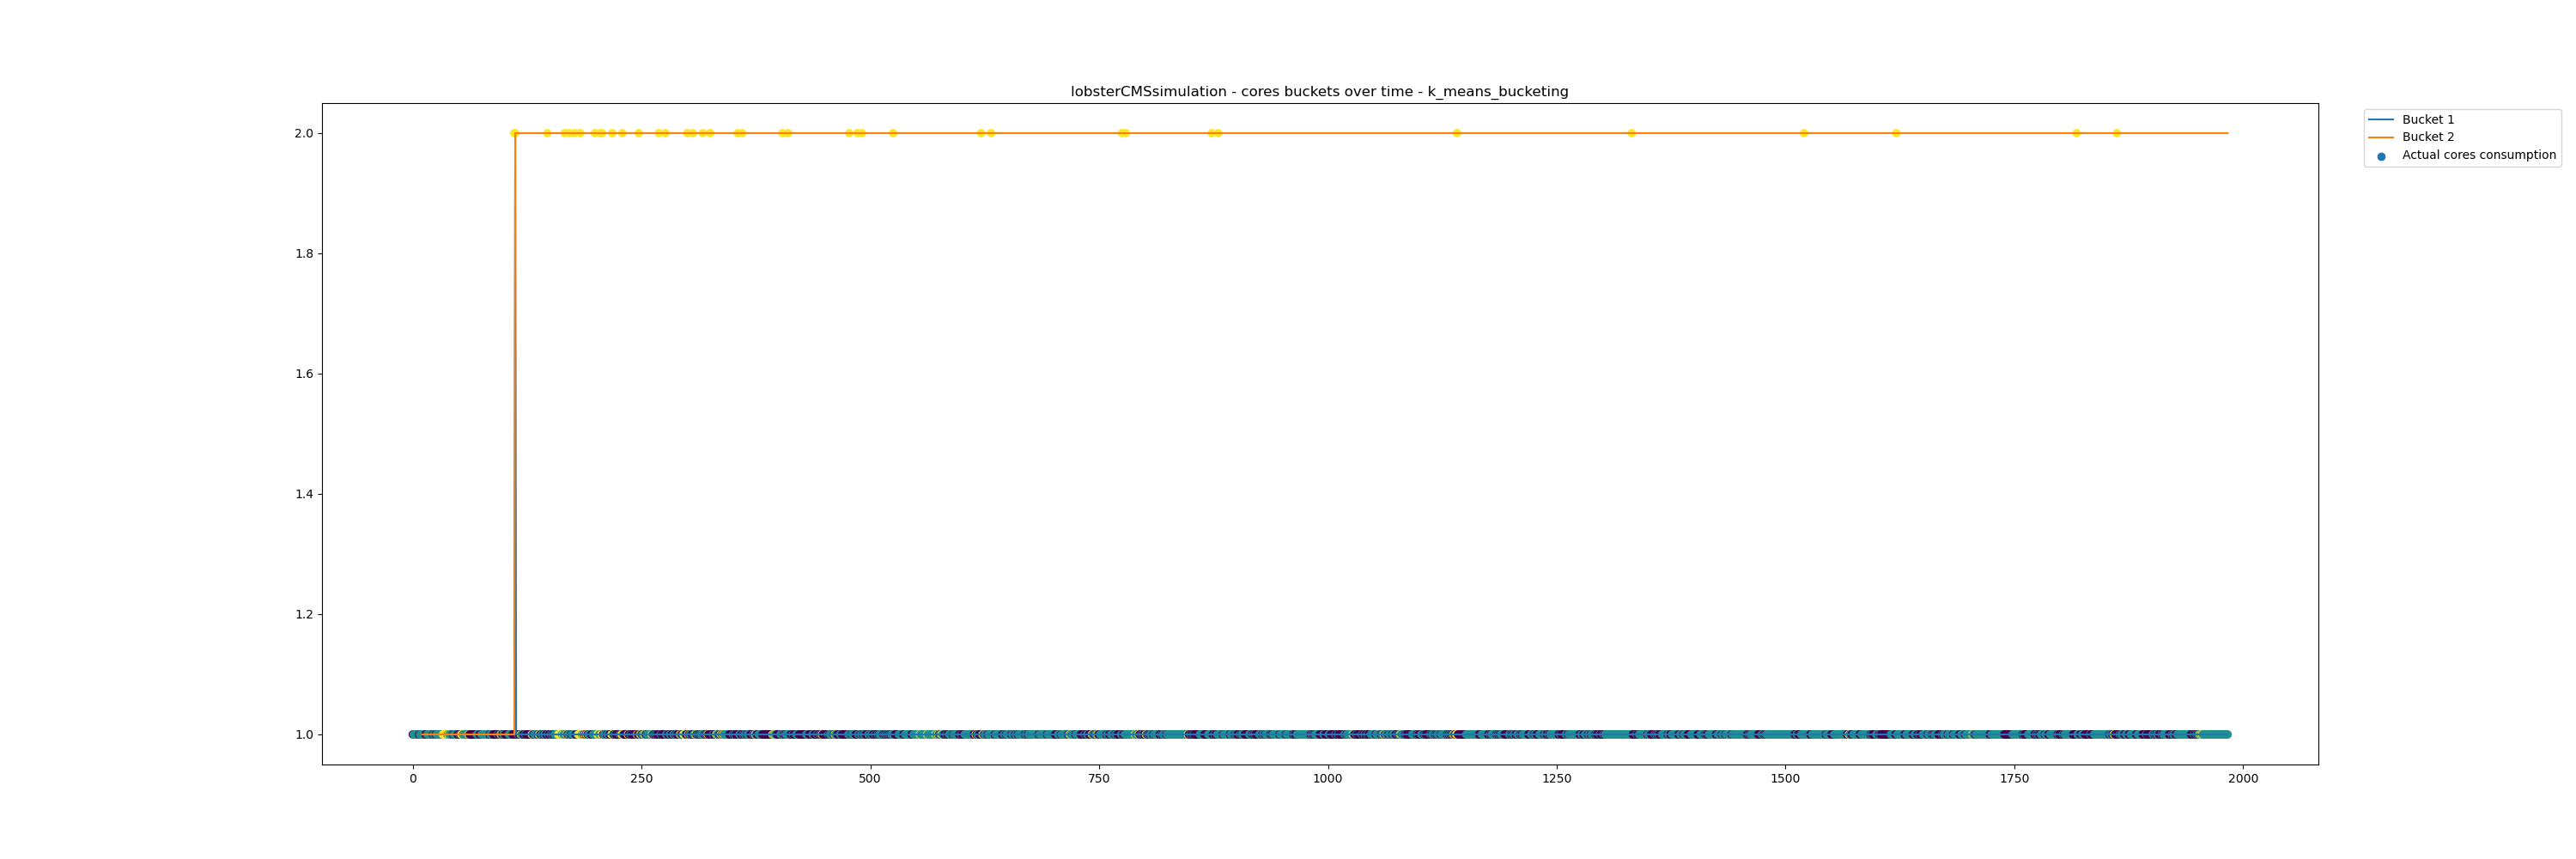 lobsterCMSsimulation - cores buckets over time - k_means_bucketing
Bucket 1
Bucket 2
Actual cores consumption
2.0
1.8
1.6
1.4
1.2
1.0
0 250 500 750 1000 1250 1500 1750 2000